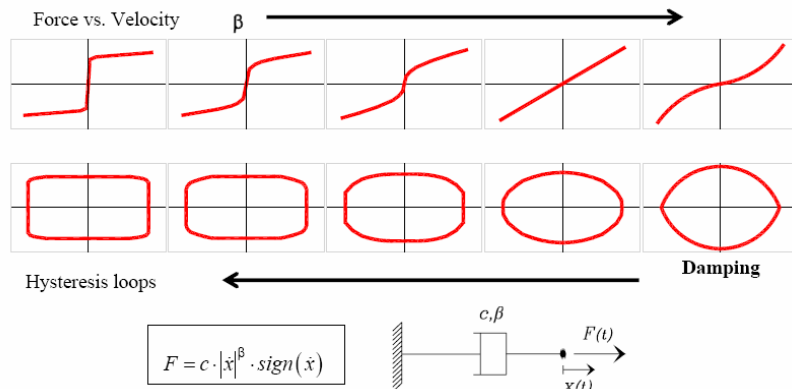 Force vs. Velocity β
Damping
Hysteresis loops
c,β
F(t)
F = c · |ẋ|^β · sign(ẋ)
x(t)